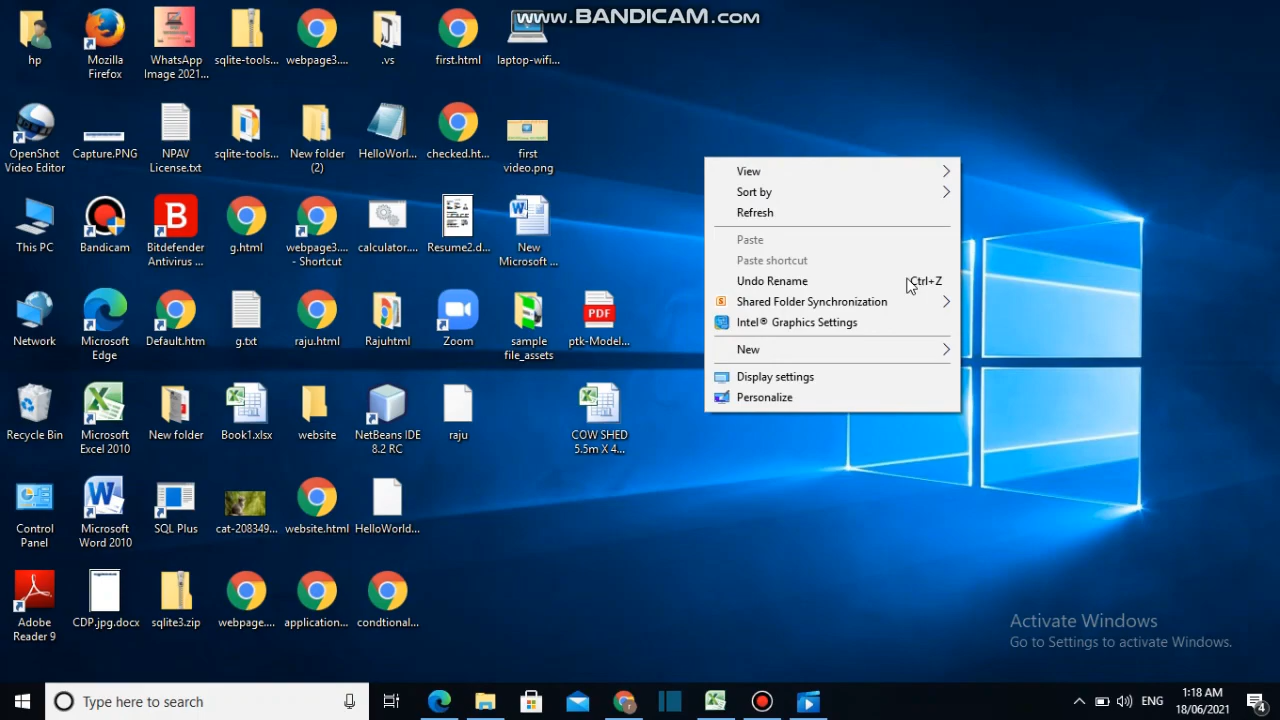 www.BANDICAM.com
hp
Mozilla
Firefox
WhatsApp
Image 2021...
sqlite-tools...
webpage3....
.vs
first.html
laptop-wifi...
OpenShot
Video Editor
Capture.PNG
NPAV
License.txt
sqlite-tools...
New folder
(2)
HelloWorl...
checked.ht...
first
video.png
This PC
Bandicam
Bitdefender
Antivirus ...
g.html
webpage3....
- Shortcut
calculator....
Resume2.d...
New
Microsoft ...
Network
Microsoft
Edge
Default.htm
g.txt
raju.html
Rajuhtml
Zoom
sample
file_assets
ptk-Model...
PDF
Recycle Bin
Microsoft
Excel 2010
New folder
Book1.xlsx
website
NetBeans IDE
8.2 RC
raju
COW SHED
5.5m X 4...
Control
Panel
Microsoft
Word 2010
SQL Plus
cat-208349...
website.html
HelloWorld...
Adobe
Reader 9
CDP.jpg.docx
sqlite3.zip
webpage....
application...
condtional...
View
Sort by
Refresh
Paste
Paste shortcut
Undo Rename Ctrl+Z
Shared Folder Synchronization
Intel® Graphics Settings
New
Display settings
Personalize
Activate Windows
Go to Settings to activate Windows.
Type here to search
ENG
1:18 AM
18/06/2021
4